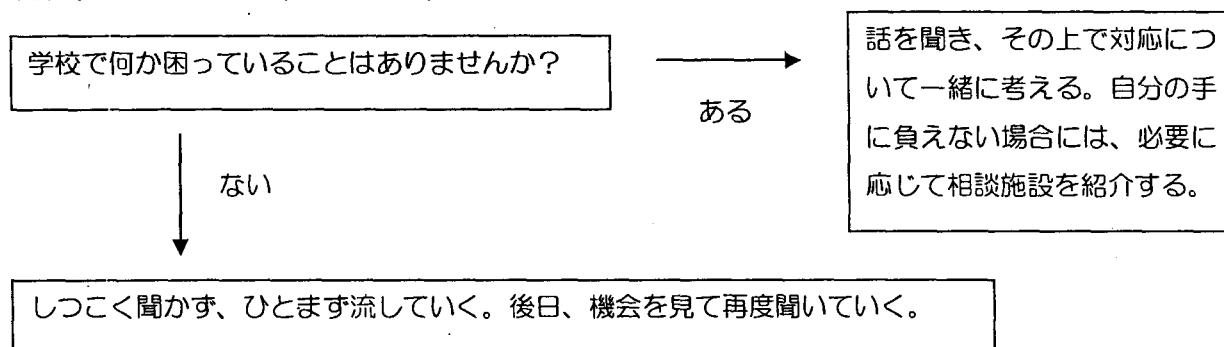 学校で何か困っていることはありませんか？
ある
話を聞き、その上で対応につ
いて一緒に考える。自分の手
に負えない場合には、必要に
応じて相談施設を紹介する。
ない
しつこく聞かず、ひとまず流していく。後日、機会を見て再度聞いていく。